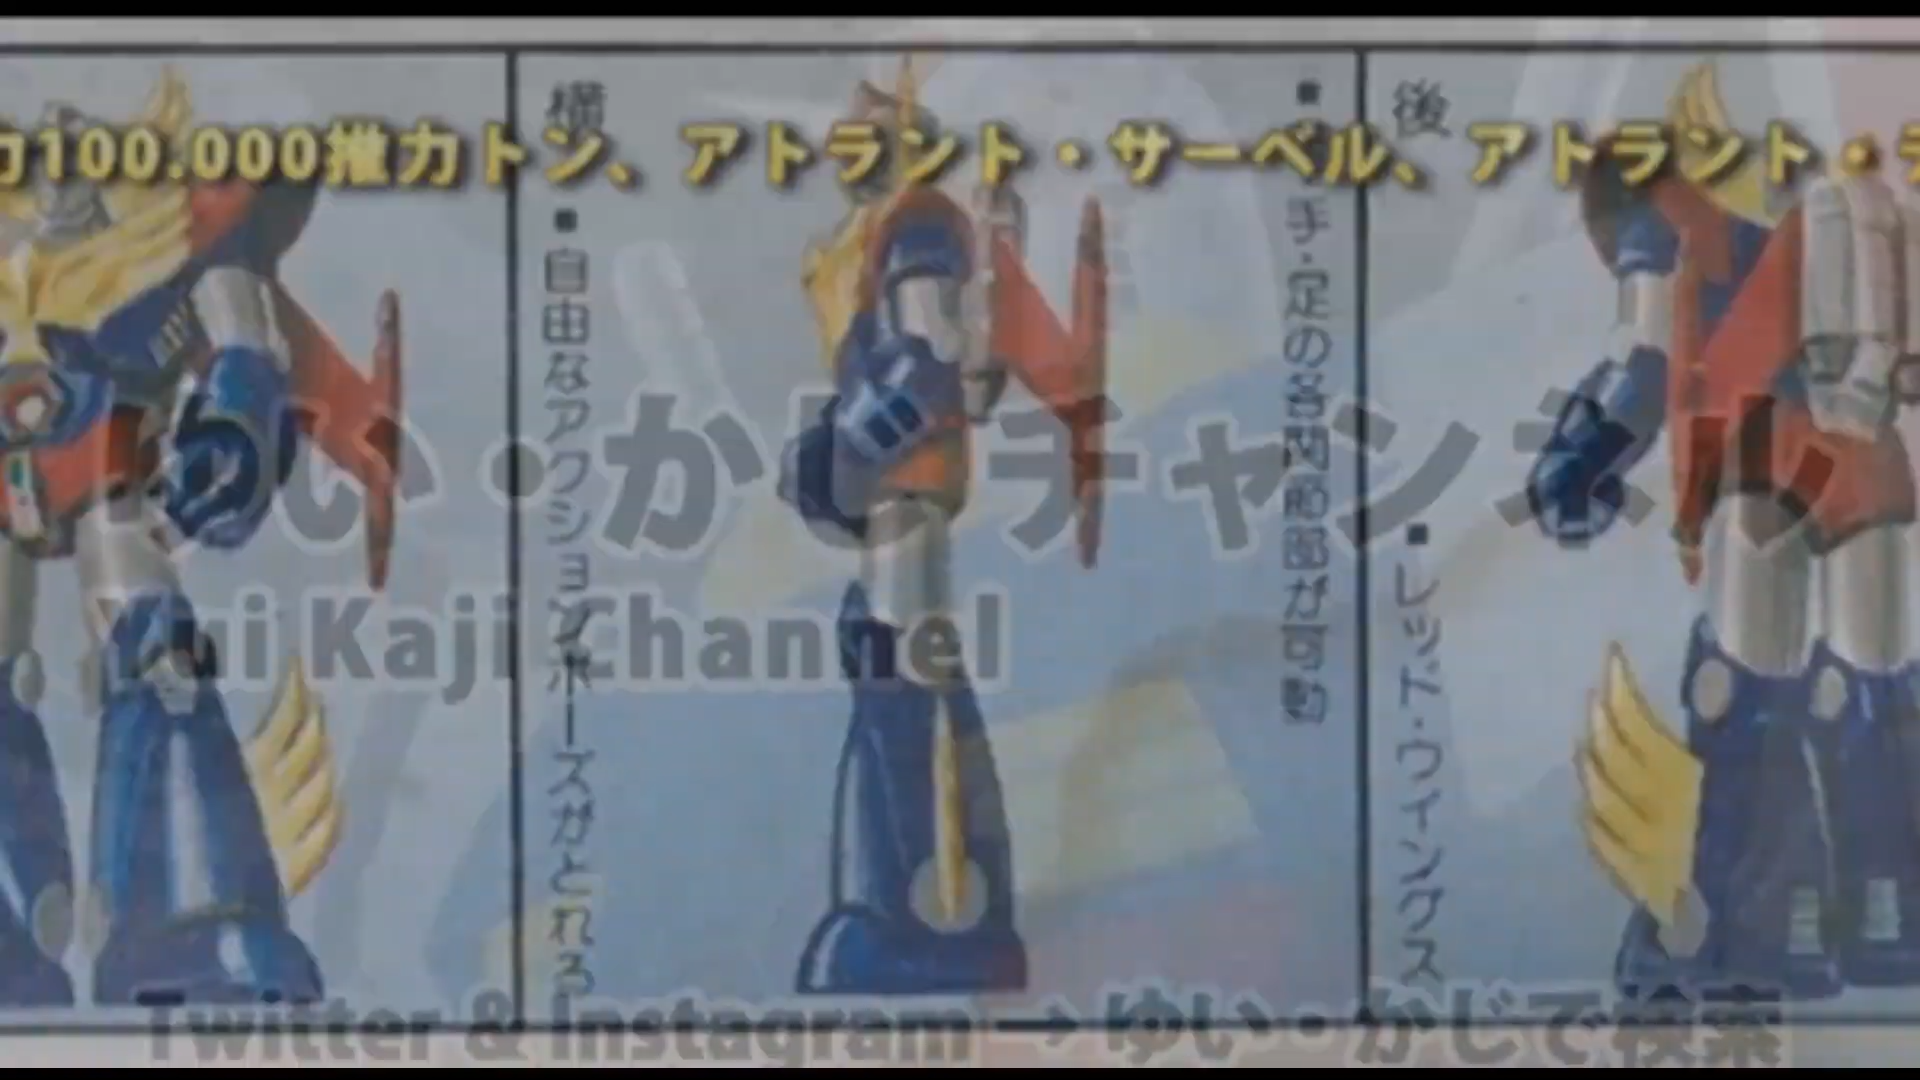 力100.000推力トン、アトラント・サーベル、アトラント・
横
■自由なアクションポーズがとれる
■
手・足の各関節部が可動
後
■レッド・ウイングス
ゆい・かじチャンネル
Yui Kaji Channel
Twitter & Instagram → ゆい・かじで検索